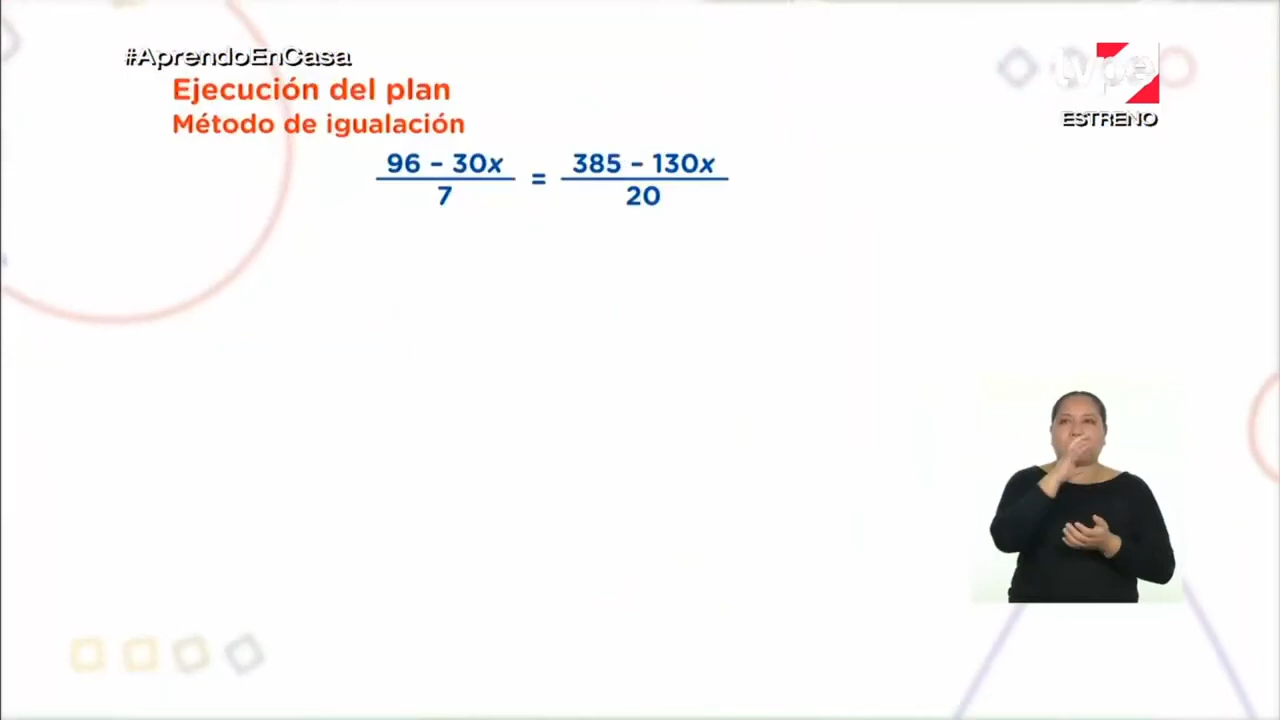 #AprendoEnCasa
tvpe
Ejecución del plan
ESTRENO
Método de igualación
96 – 30x / 7 = 385 – 130x / 20